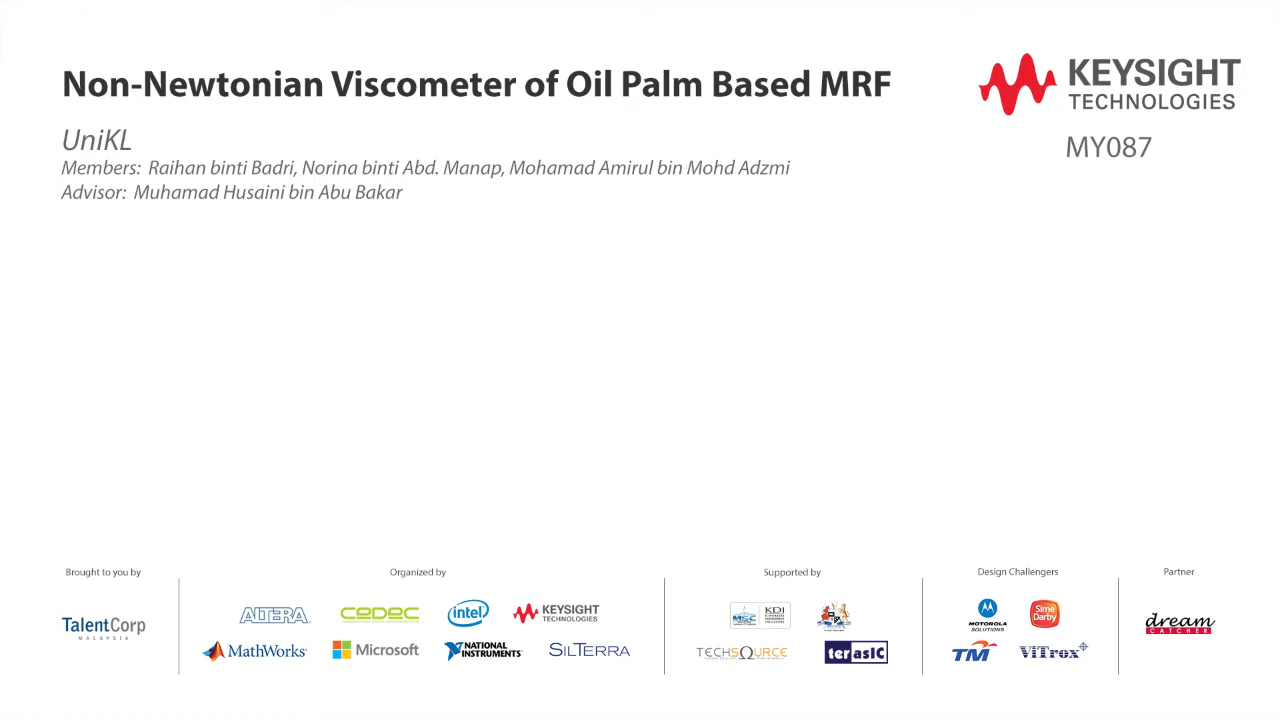 Non-Newtonian Viscometer of Oil Palm Based MRF
KEYSIGHT
TECHNOLOGIES
MY087
UniKL
Members: Raihan binti Badri, Norina binti Abd. Manap, Mohamad Amirul bin Mohd Adzmi
Advisor: Muhamad Husaini bin Abu Bakar
Brought to you by
Organized by
Supported by
Design Challengers
Partner
TalentCorp
MALAYSIA
ALTERA
CEDEC
intel
KEYSIGHT
TECHNOLOGIES
MathWorks
Microsoft
NATIONAL
INSTRUMENTS
SILTERRA
MSC
KDI
TECHSOURCE
terasIC
MOTOROLA
SOLUTIONS
Sime
Darby
TM
ViTrox
dream
CATCHER